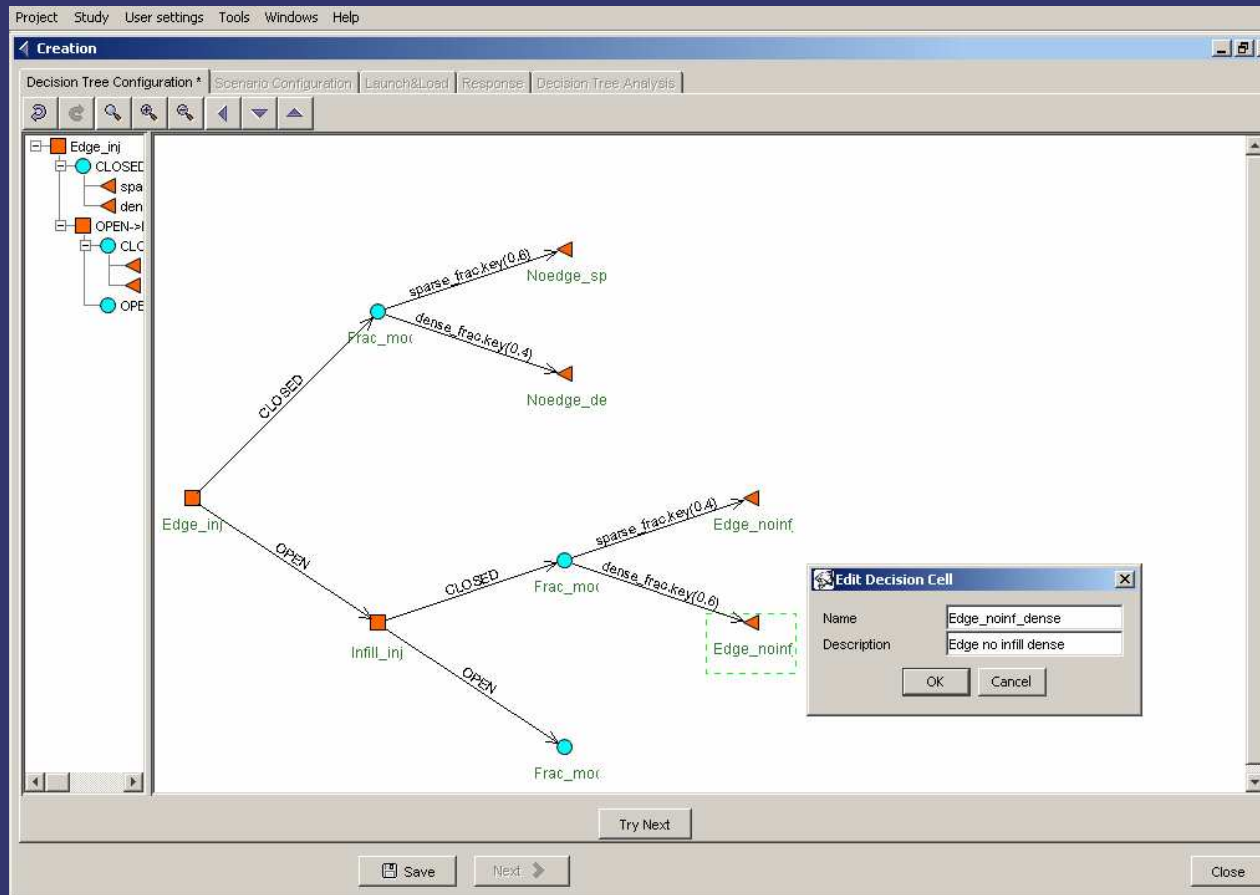 Project Study User settings Tools Windows Help
Creation
Decision Tree Configuration * Scenario Configuration Launch&Load Response Decision Tree Analysis
Edge_inj
CLOSED
spa
den
OPEN->I
CLC
OPE
sparse_frac.key(0,6)
Noedge_sp
dense_frac.key(0,4)
Frac_moc
Noedge_de
CLOSED
Edge_inj
OPEN
sparse_frac.key(0,4)
Edge_noinf_
CLOSED
dense_frac.key(0,6)
Frac_moc
Infill_inj
Edge_noinf_
OPEN
Frac_moc
Edit Decision Cell
Name Edge_noinf_dense
Description Edge no infill dense
OK Cancel
Try Next
Save Next Close